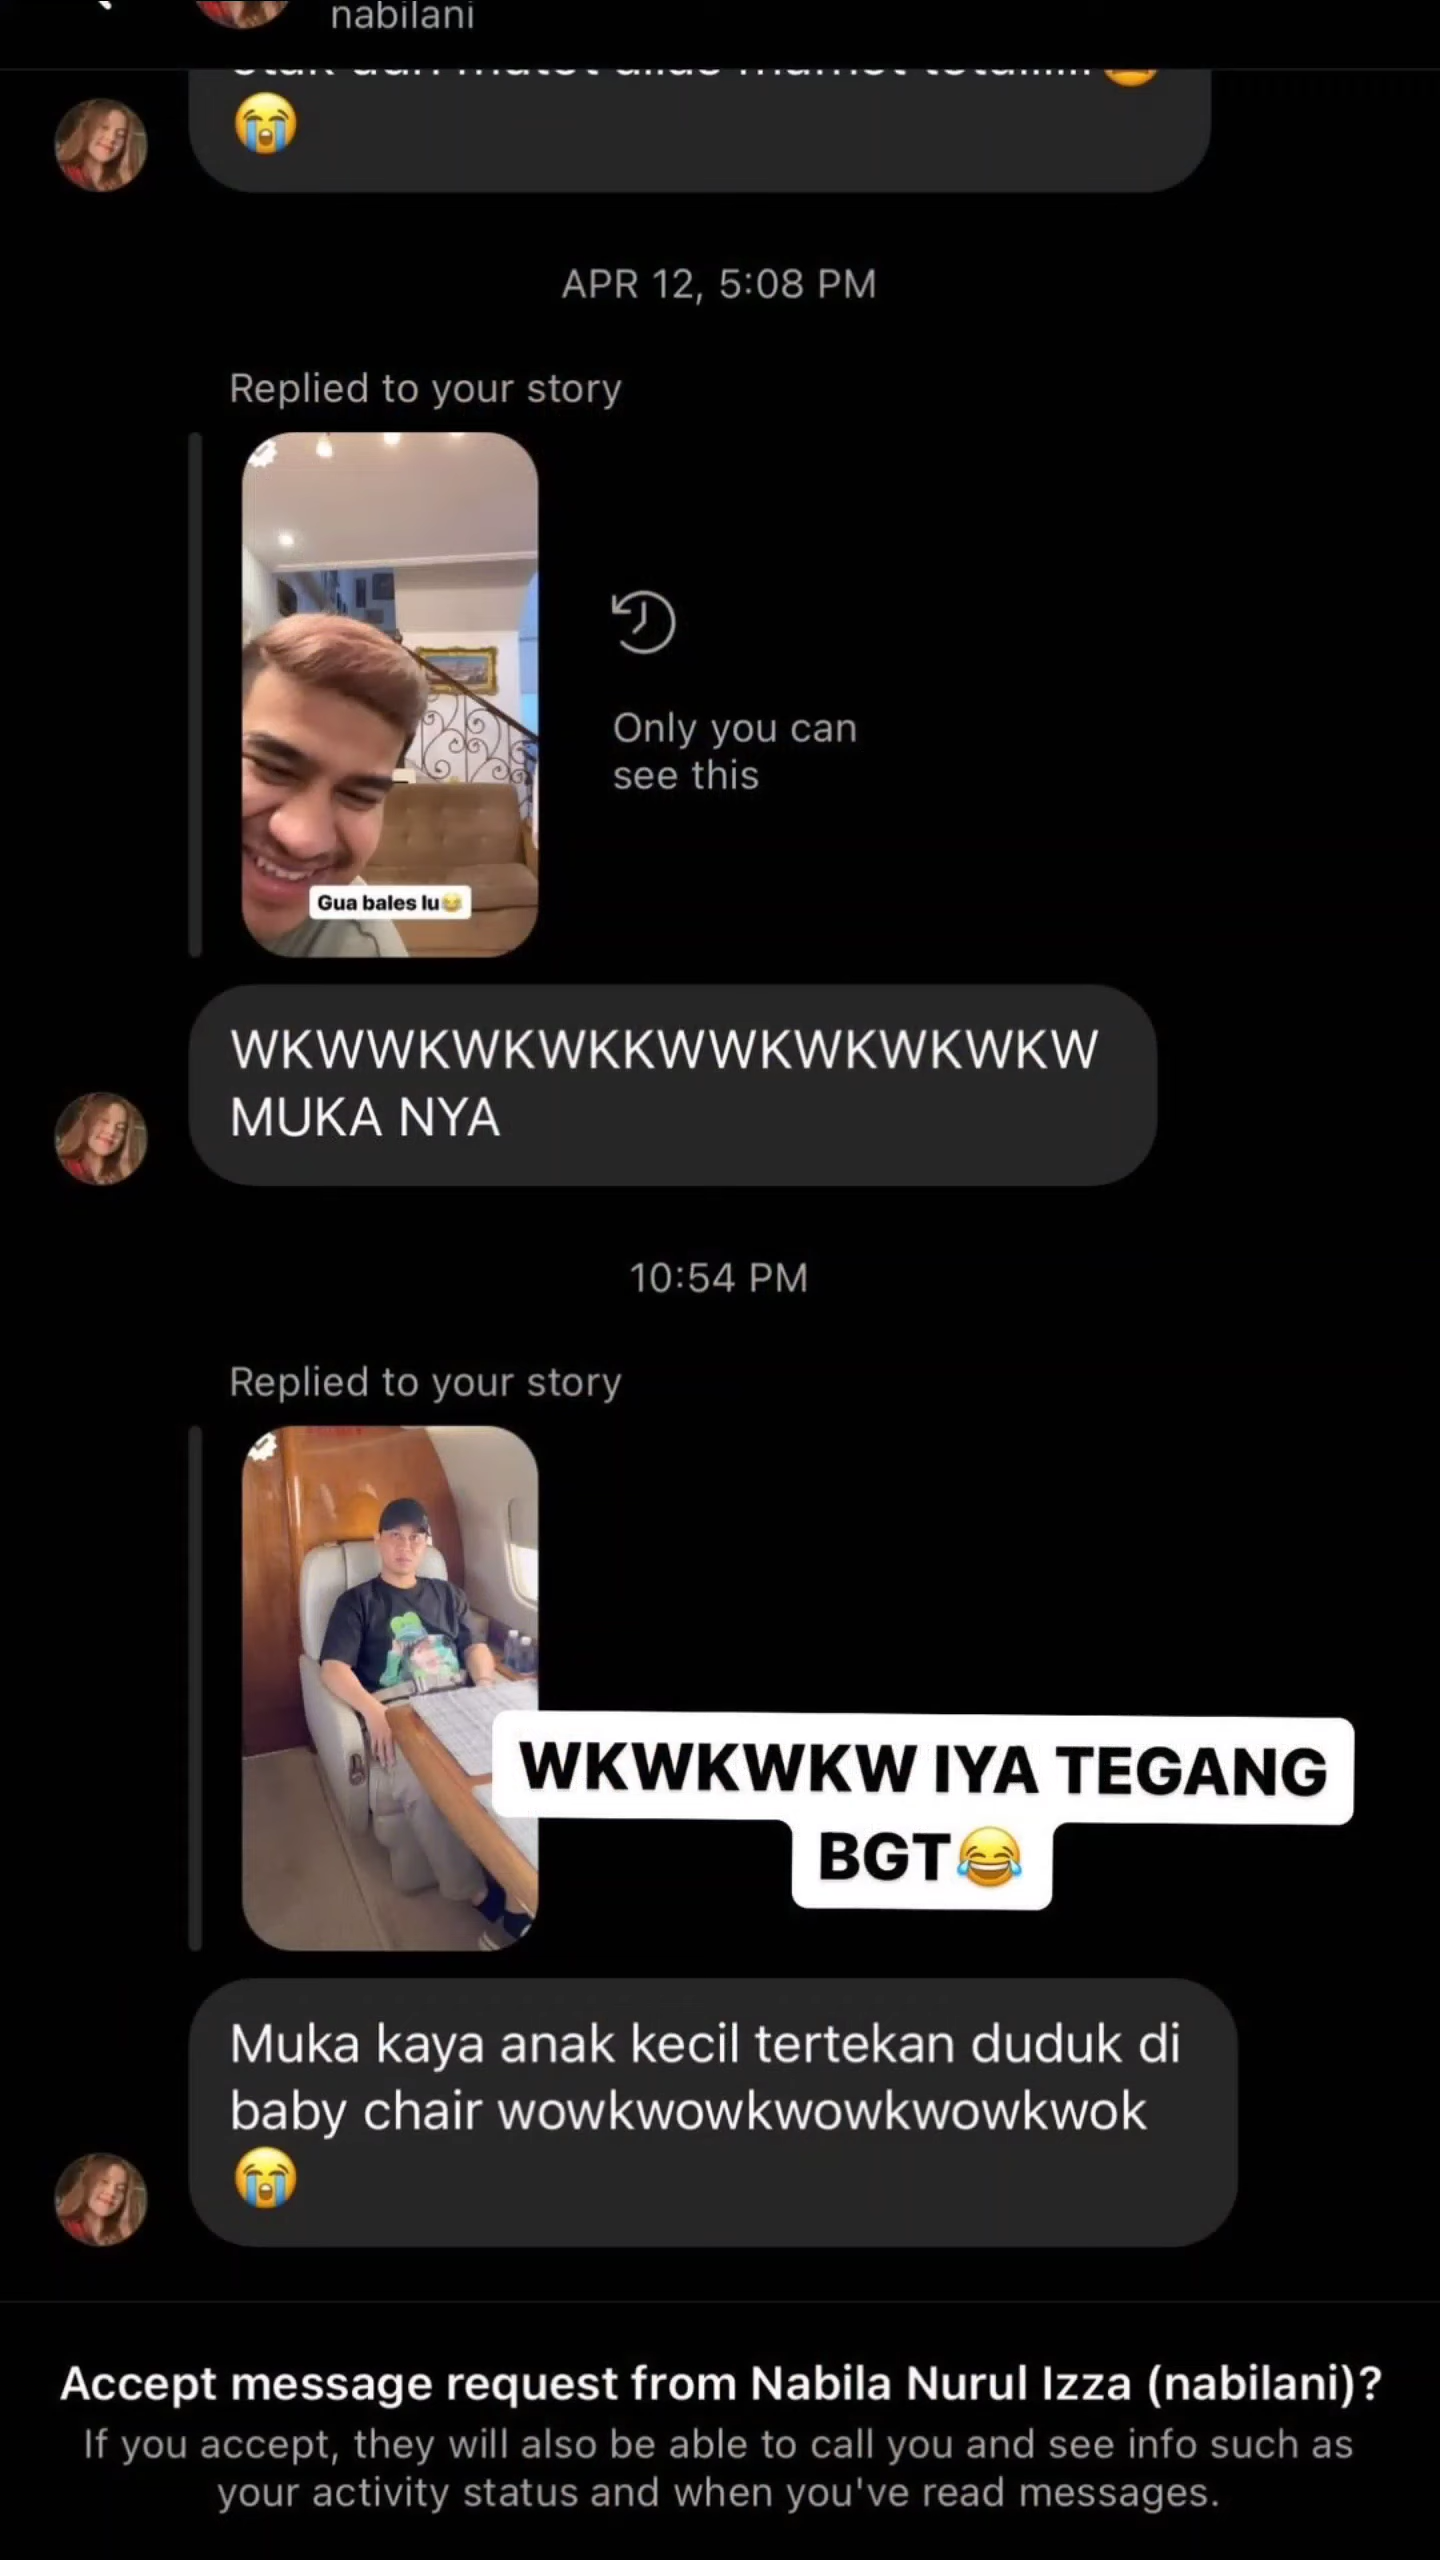 nabilani
😭
APR 12, 5:08 PM
Replied to your story
Gua bales lu😂
Only you can
see this
WKWWKWKWKKWWKWKWKWKW
MUKA NYA
10:54 PM
Replied to your story
WKWKWKW IYA TEGANG
BGT😂
Muka kaya anak kecil tertekan duduk di
baby chair wowkwowkwowkwowkwok
😭
Accept message request from Nabila Nurul Izza (nabilani)?
If you accept, they will also be able to call you and see info such as
your activity status and when you've read messages.